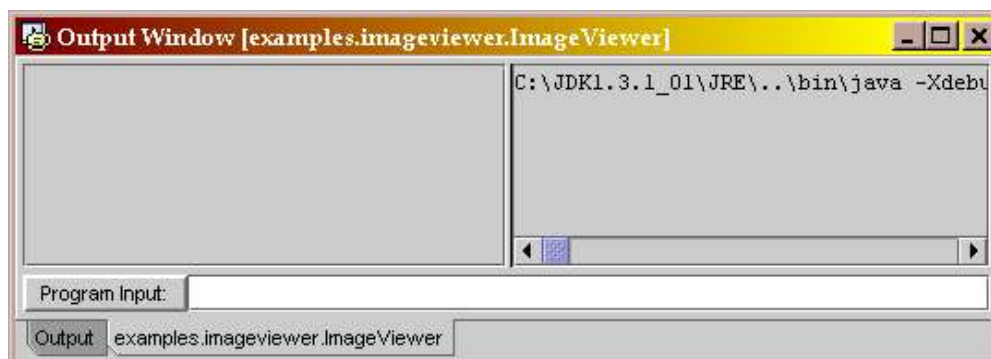 Output Window [examples.imageviewer.ImageViewer]
C:\JDK1.3.1_01\JRE\..\bin\java -Xdebu
Program Input:
Output
examples.imageviewer.ImageViewer